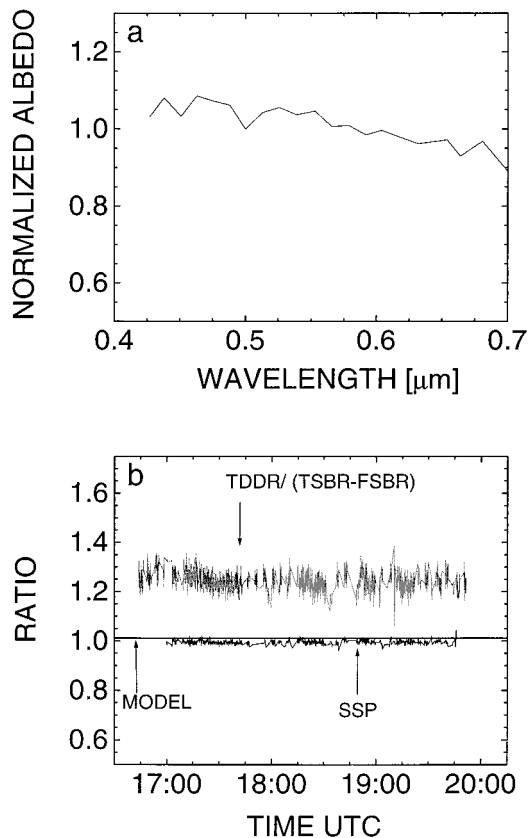 a
NORMALIZED ALBEDO
1.2
1.0
0.8
0.6
0.4 0.5 0.6 0.7
WAVELENGTH [μm]
b
TDDR/ (TSBR-FSBR)
RATIO
1.6
1.4
1.2
1.0
0.8
0.6
MODEL
SSP
17:00 18:00 19:00 20:00
TIME UTC